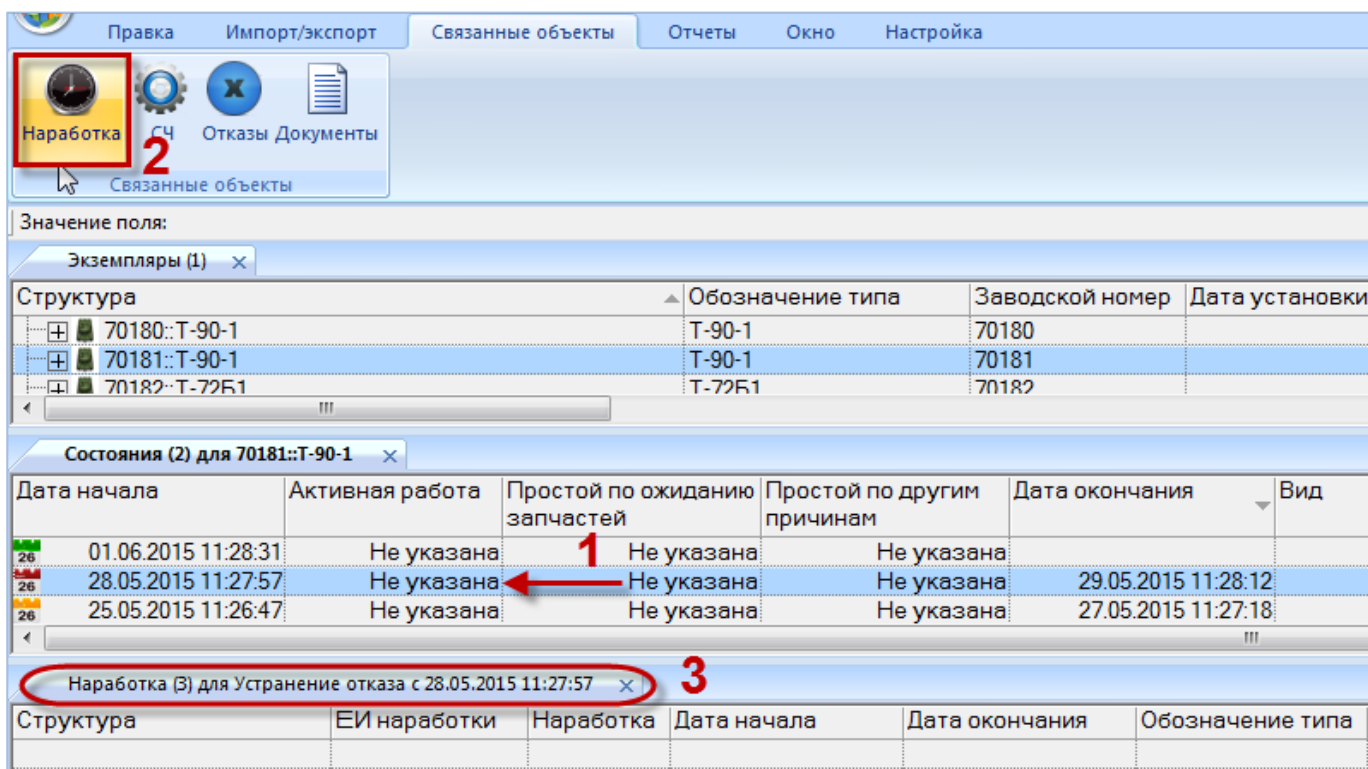 Правка Импорт/экспорт Связанные объекты Отчеты Окно Настройка
Наработка СЧ Отказы Документы
2
Связанные объекты
Значение поля:
Экземпляры (1)
Структура Обозначение типа Заводской номер Дата установки
70180::Т-90-1 Т-90-1 70180
70181::Т-90-1 Т-90-1 70181
70182::Т-72Б1 Т-72Б1 70182
Состояния (2) для 70181::Т-90-1
Дата начала Активная работа Простой по ожиданию запчастей Простой по другим причинам Дата окончания Вид
26 01.06.2015 11:28:31 Не указана 1 Не указана Не указана
26 28.05.2015 11:27:57 Не указана Не указана Не указана 29.05.2015 11:28:12
26 25.05.2015 11:26:47 Не указана Не указана Не указана 27.05.2015 11:27:18
Наработка (3) для Устранение отказа с 28.05.2015 11:27:57 3
Структура ЕИ наработки Наработка Дата начала Дата окончания Обозначение типа